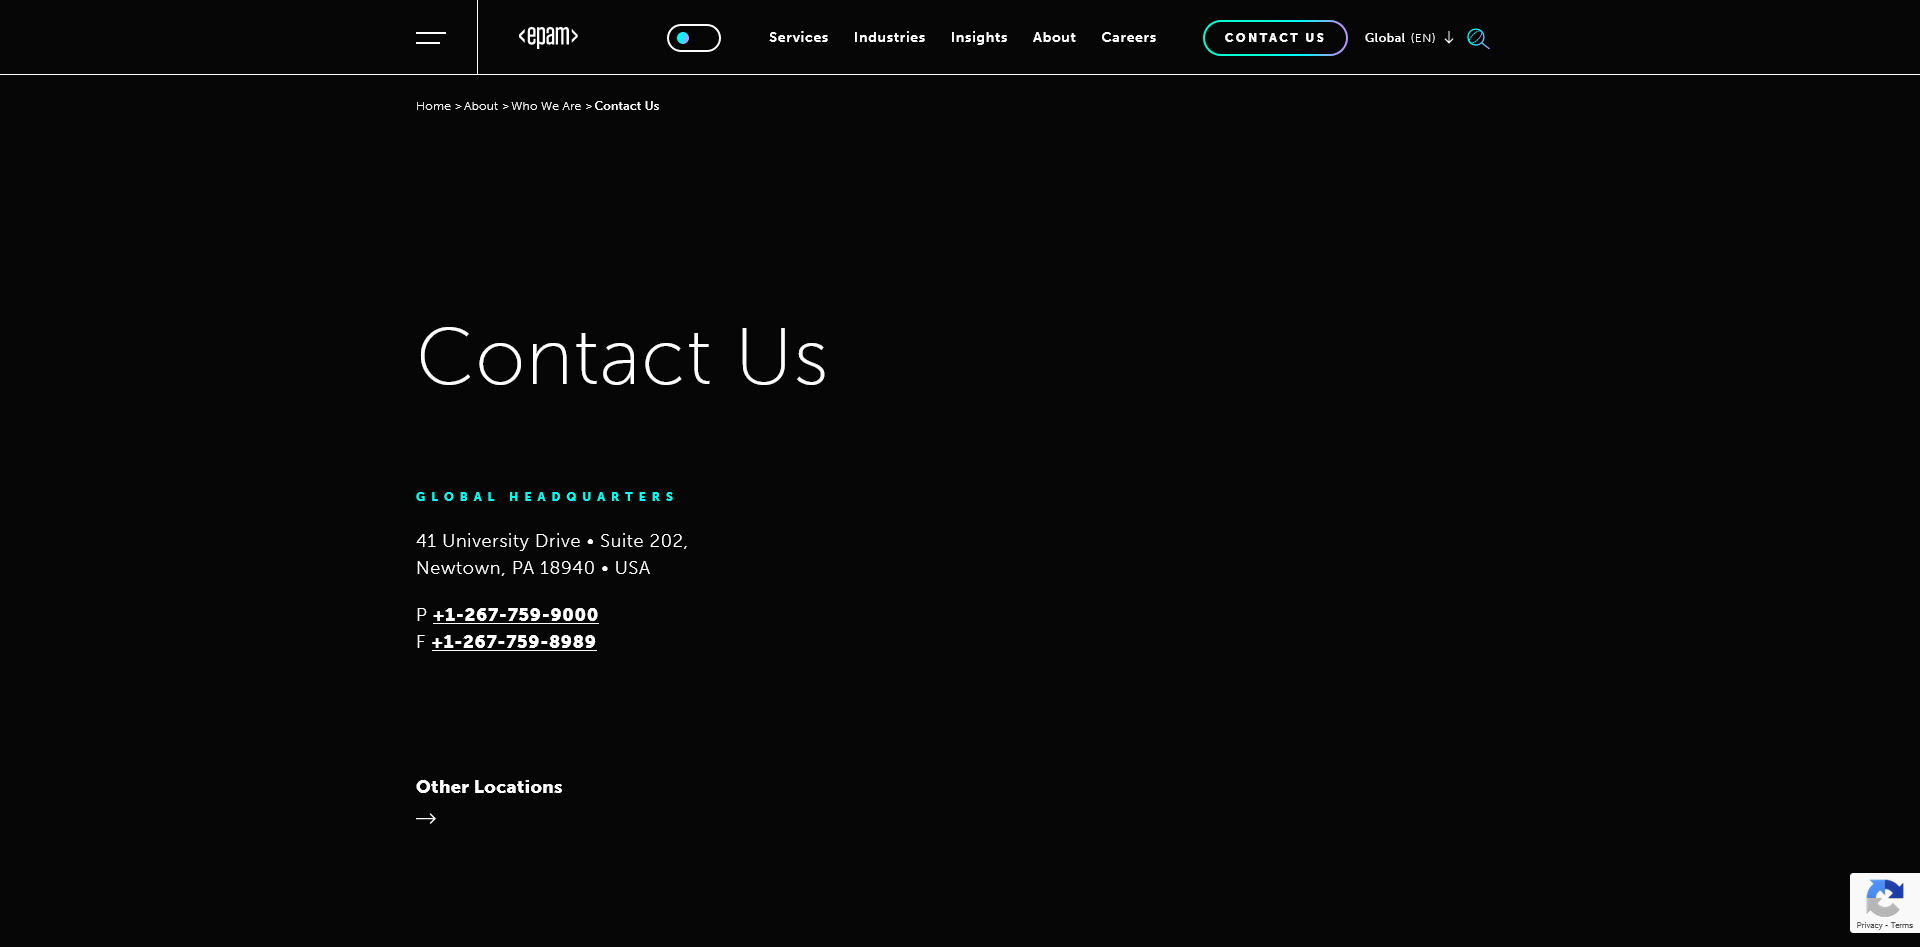 <epam>
Services Industries Insights About Careers
CONTACT US
Global (EN)
Home > About > Who We Are > Contact Us
Contact Us
GLOBAL HEADQUARTERS
41 University Drive • Suite 202,
Newtown, PA 18940 • USA
P +1-267-759-9000
F +1-267-759-8989
Other Locations
Privacy - Terms